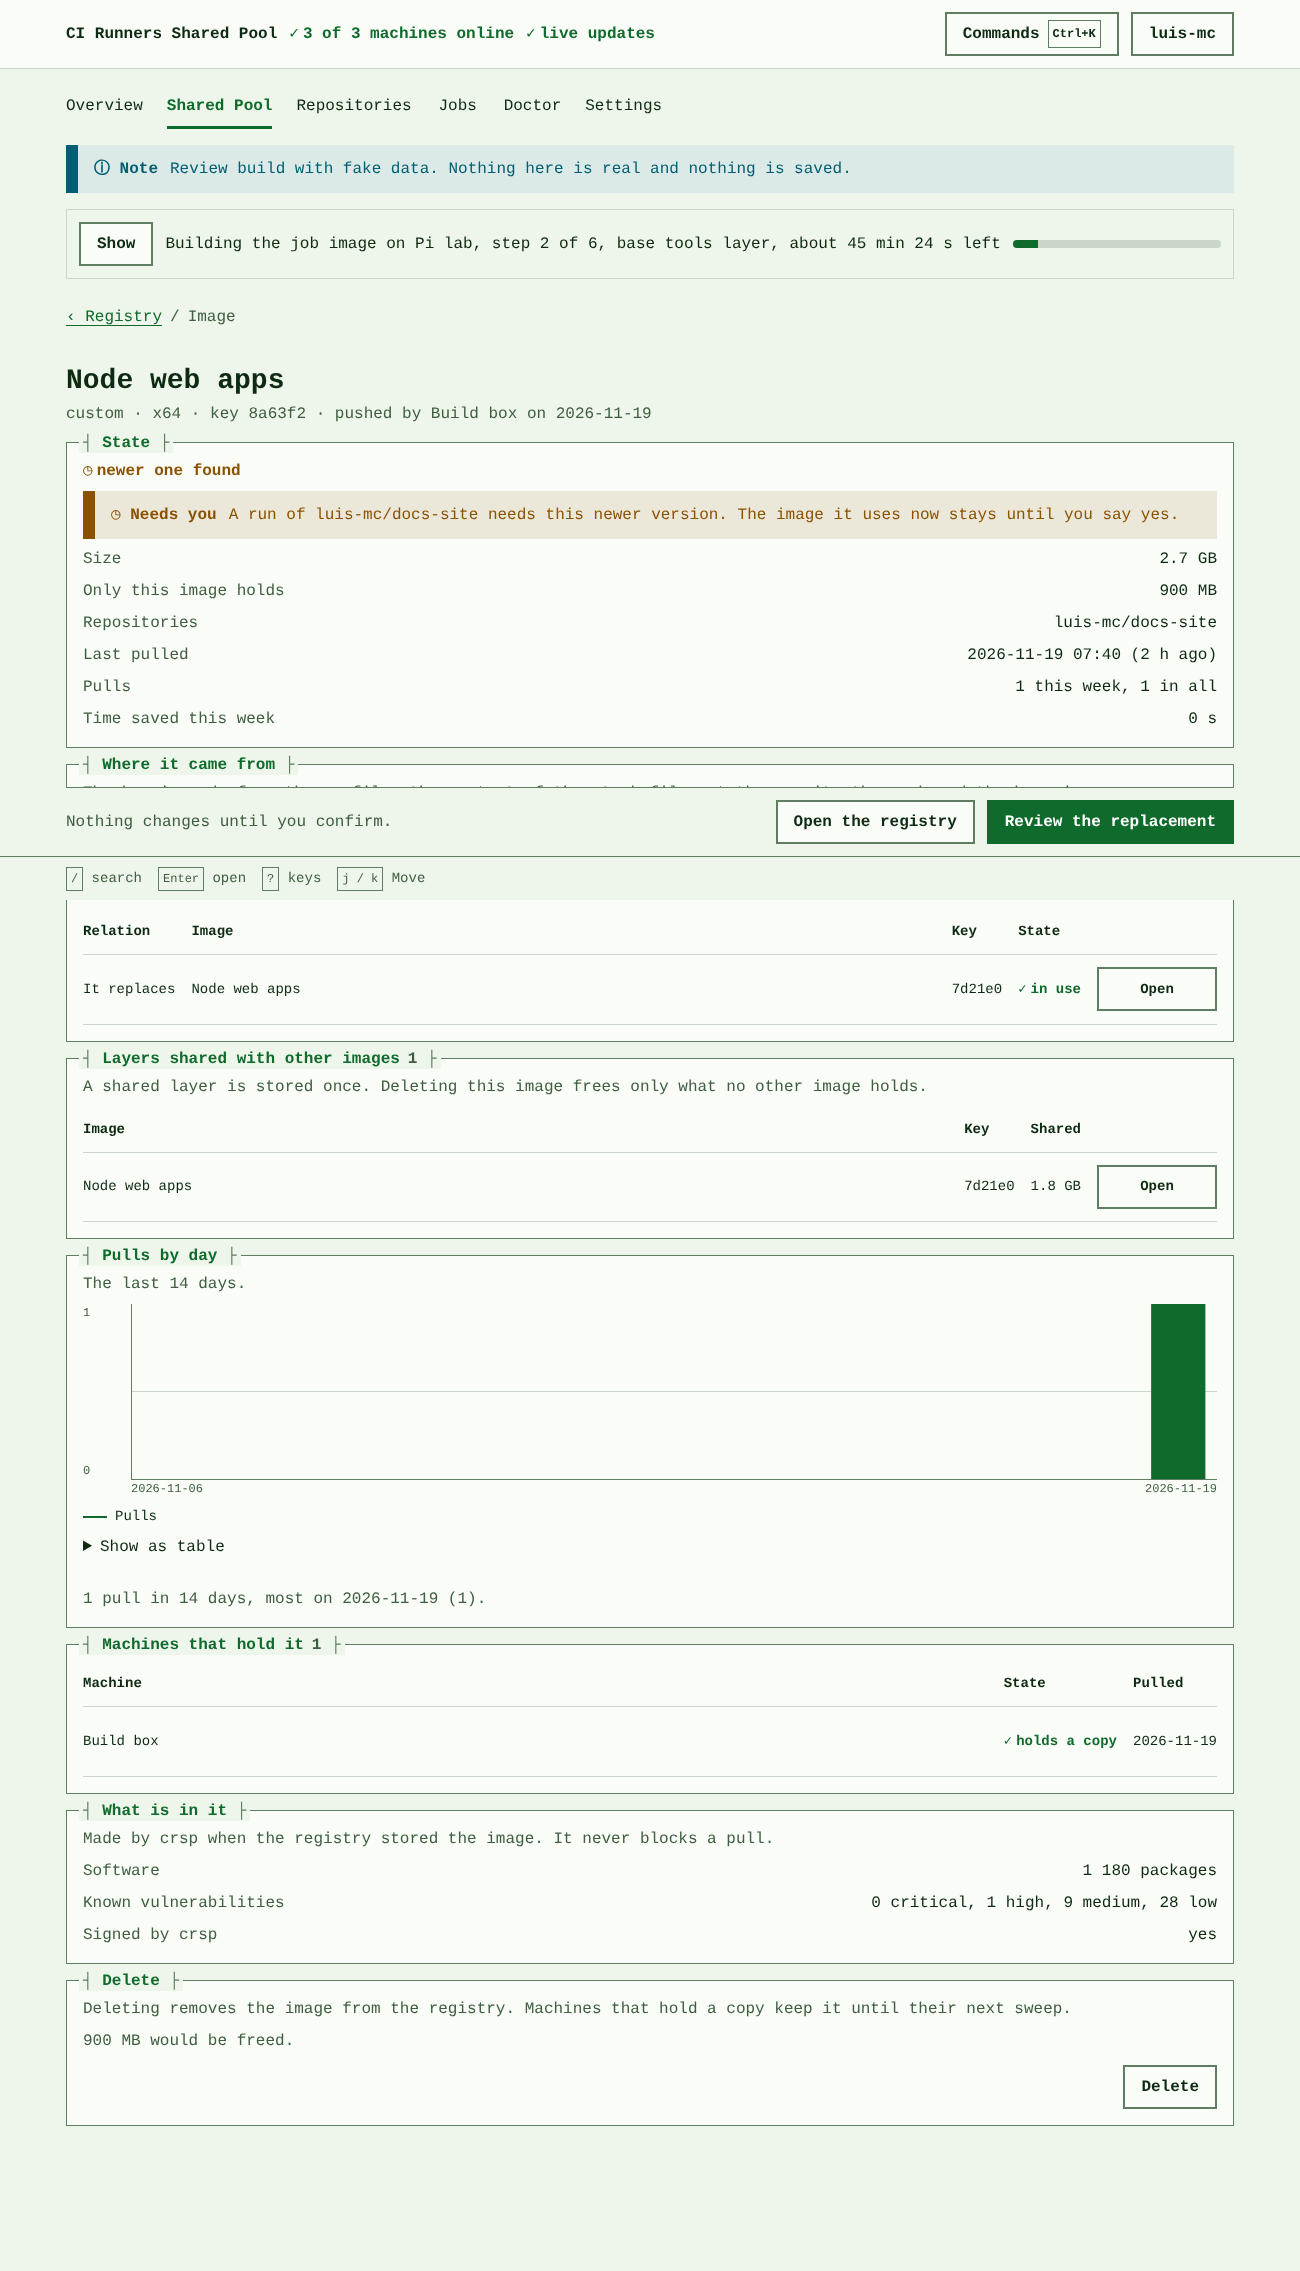 CI Runners Shared Pool ✓ 3 of 3 machines online ✓ live updates Commands Ctrl+K luis-mc
Overview Shared Pool Repositories Jobs Doctor Settings
ⓘ Note Review build with fake data. Nothing here is real and nothing is saved.
Show Building the job image on Pi lab, step 2 of 6, base tools layer, about 45 min 24 s left
‹ Registry / Image
Node web apps
custom · x64 · key 8a63f2 · pushed by Build box on 2026-11-19
State
◷ newer one found
◷ Needs you A run of luis-mc/docs-site needs this newer version. The image it uses now stays until you say yes.
Size 2.7 GB
Only this image holds 900 MB
Repositories luis-mc/docs-site
Last pulled 2026-11-19 07:40 (2 h ago)
Pulls 1 this week, 1 in all
Time saved this week 0 s
Where it came from
Nothing changes until you confirm. Open the registry Review the replacement
/ search Enter open ? keys j / k Move
Relation Image Key State
It replaces Node web apps 7d21e0 ✓ in use Open
Layers shared with other images 1
A shared layer is stored once. Deleting this image frees only what no other image holds.
Image Key Shared
Node web apps 7d21e0 1.8 GB Open
Pulls by day
The last 14 days.
1
0
2026-11-06 2026-11-19
Pulls
▶ Show as table
1 pull in 14 days, most on 2026-11-19 (1).
Machines that hold it 1
Machine State Pulled
Build box ✓ holds a copy 2026-11-19
What is in it
Made by crsp when the registry stored the image. It never blocks a pull.
Software 1 180 packages
Known vulnerabilities 0 critical, 1 high, 9 medium, 28 low
Signed by crsp yes
Delete
Deleting removes the image from the registry. Machines that hold a copy keep it until their next sweep.
900 MB would be freed.
Delete